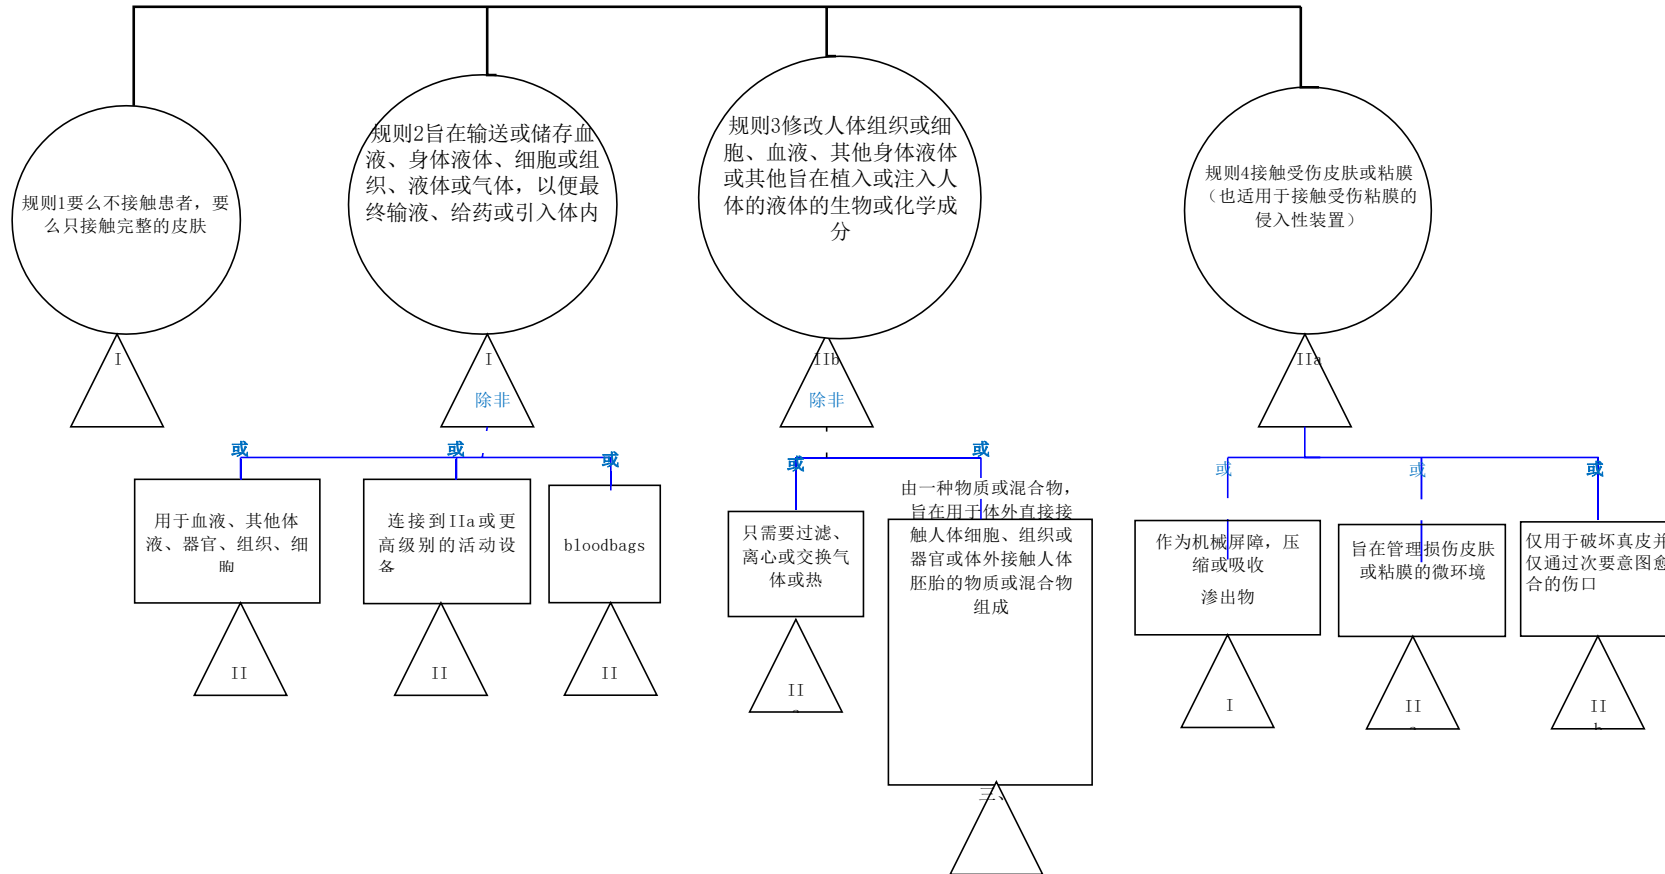 规则1要么不接触患者，要
么只接触完整的皮肤
规则2旨在输送或储存血
液、身体液体、细胞或组
织、液体或气体，以便最
终输液、给药或引入体内
规则3修改人体组织或细
胞、血液、其他身体液体
或其他旨在植入或注入人
体的液体的生物或化学成
分
规则4接触受伤皮肤或粘膜
（也适用于接触受伤粘膜的
侵入性装置）
I
I
除非
IIb
除非
IIa
或
或
或
或
或
或
或
或
用于血液、其他体
液、器官、组织、细
胞
连接到IIa或更
高级别的活动设
备
bloodbags
只需要过滤、
离心或交换气
体或热
由一种物质或混合物，
旨在用于体外直接接
触人体细胞、组织或
器官或体外接触人体
胚胎的物质或混合物
组成
作为机械屏障，压
缩或吸收
渗出物
旨在管理损伤皮肤
或粘膜的微环境
仅用于破坏真皮并
仅通过次要意图愈
合的伤口
II
II
II
II
三、
I
II
II